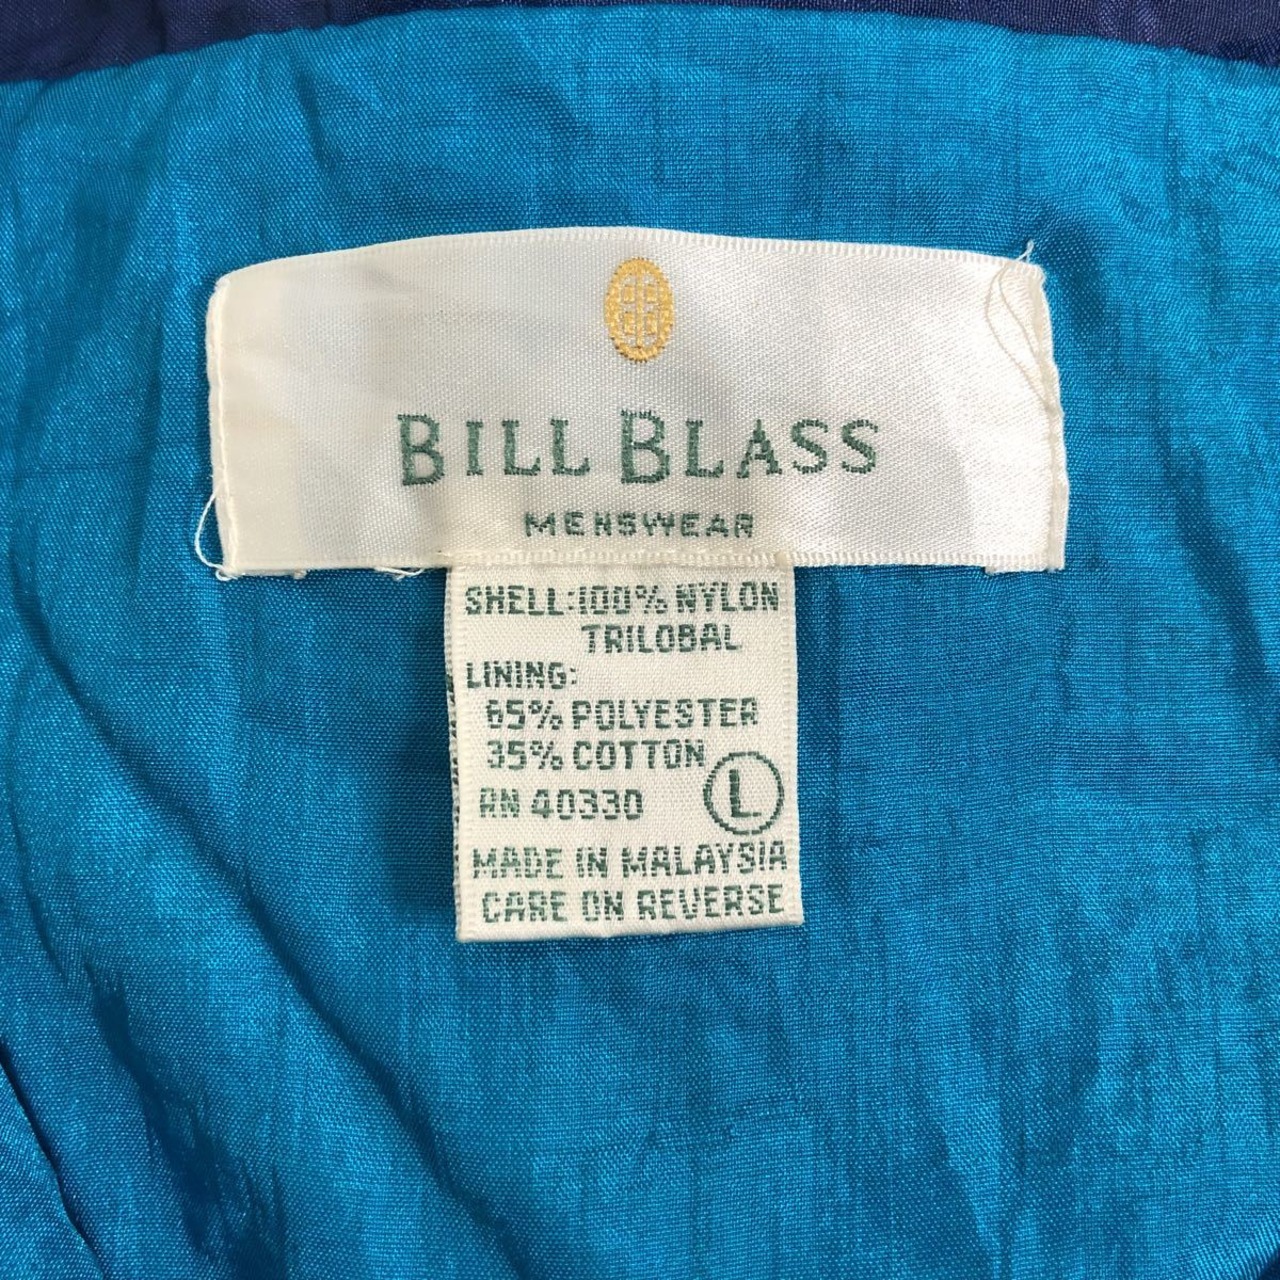 BILL BLASS
MENSWEAR
SHELL:100% NYLON
TRILOBAL
LINING:
65% POLYESTER
35% COTTON
L
RN 40330
MADE IN MALAYSIA
CARE ON REVERSE